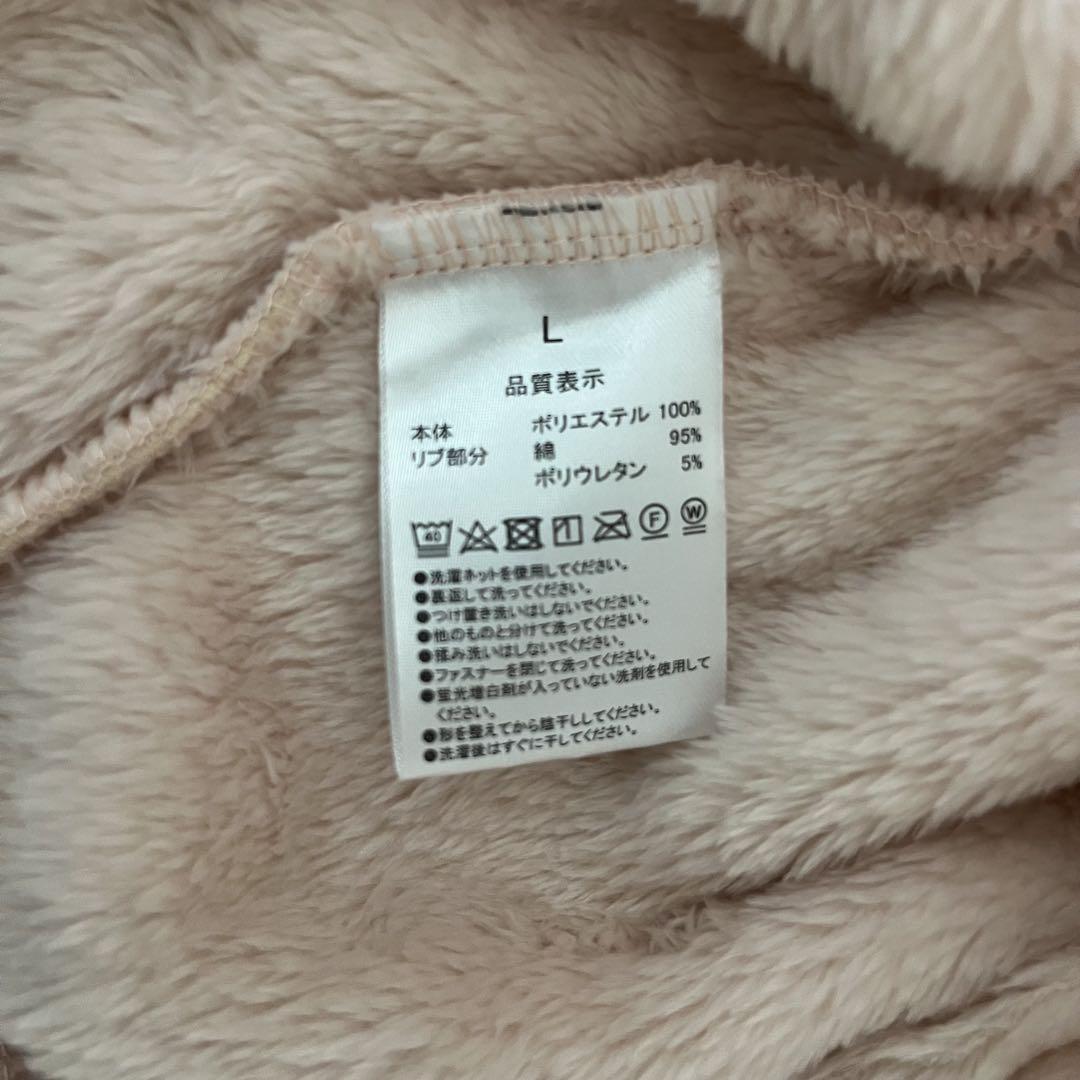 L
品質表示
本体 ポリエステル 100%
リブ部分 綿 95%
ポリウレタン 5%
40 F W
●洗濯ネットを使用してください。
●裏返して洗ってください。
●つけ置き洗いはしないでください。
●他のものと分けて洗ってください。
●揉み洗いはしないでください。
●ファスナーを閉じて洗ってください。
●蛍光増白剤が入っていない洗剤を使用して
ください。
●形を整えてから陰干ししてください。
●洗濯後はすぐに干してください。